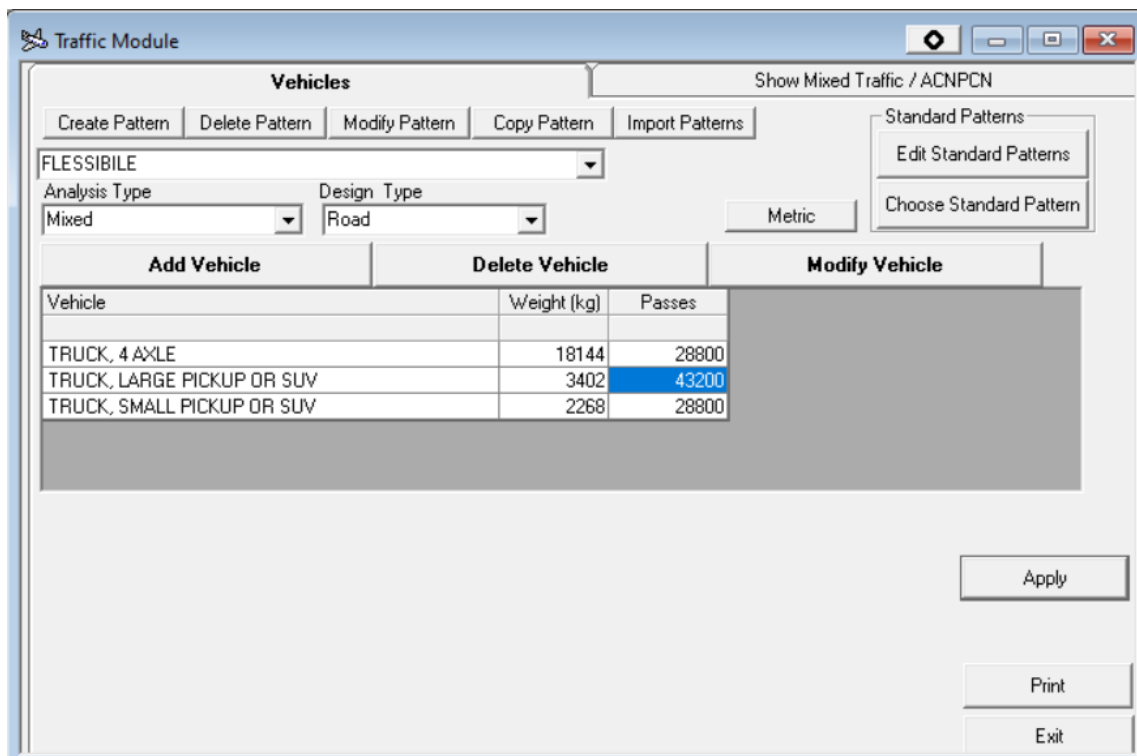 Traffic Module
Vehicles Show Mixed Traffic / ACNPCN
Create Pattern Delete Pattern Modify Pattern Copy Pattern Import Patterns
Standard Patterns
Edit Standard Patterns
Choose Standard Pattern
FLESSIBILE
Analysis Type Design Type
Mixed Road Metric
Add Vehicle Delete Vehicle Modify Vehicle
Vehicle Weight (kg) Passes
TRUCK, 4 AXLE 18144 28800
TRUCK, LARGE PICKUP OR SUV 3402 43200
TRUCK, SMALL PICKUP OR SUV 2268 28800
Apply
Print
Exit